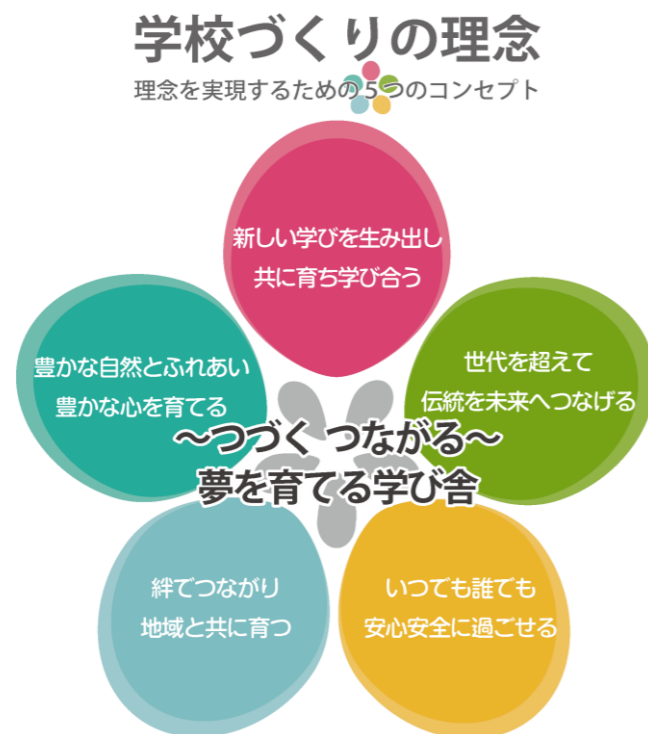 学校づくりの理念
理念を実現するための5つのコンセプト
新しい学びを生み出し
共に育ち学び合う
豊かな自然とふれあい
豊かな心を育てる
世代を超えて
伝統を未来へつなげる
～つづく つながる～
夢を育てる学び舎
絆でつながり
地域と共に育つ
いつでも誰でも
安心安全に過ごせる